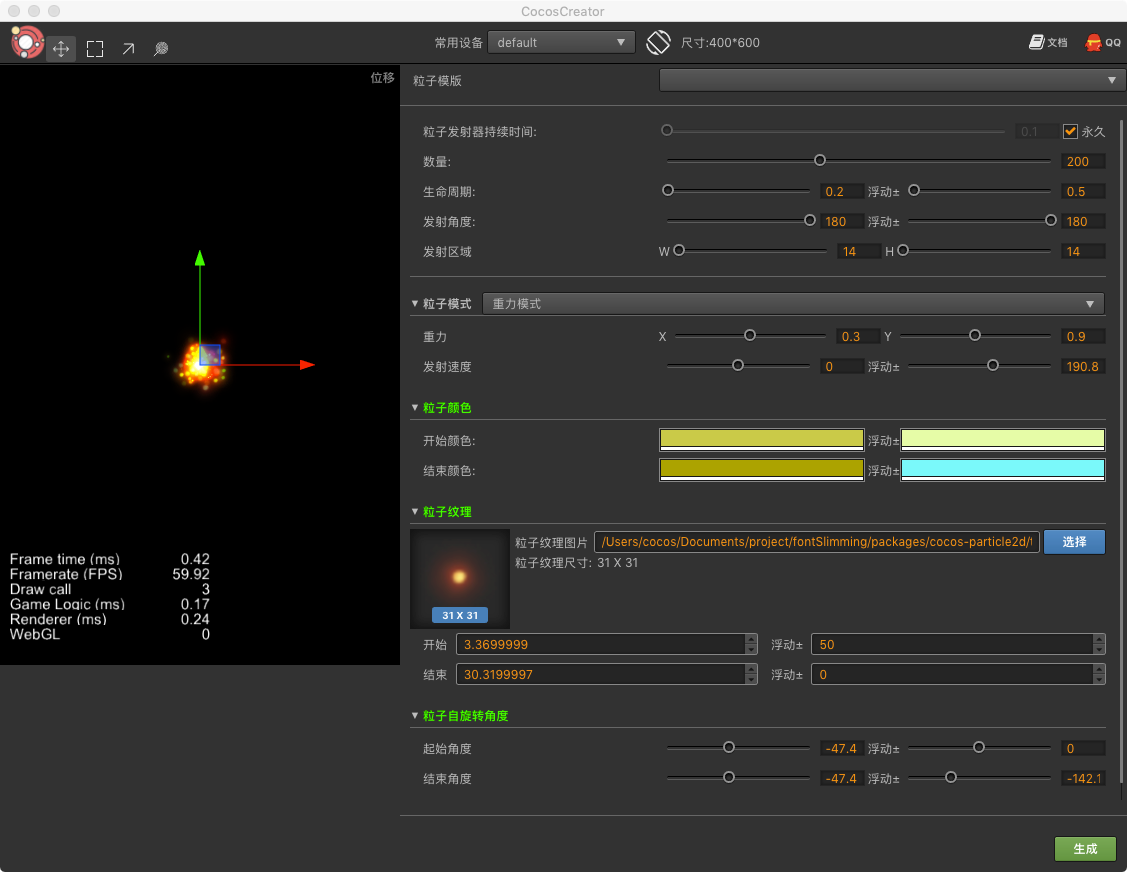 CocosCreator
常用设备 default 尺寸:400*600 文档 QQ
位移
粒子模版
粒子发射器持续时间: 0.1 永久
数量: 200
生命周期: 0.2 浮动± 0.5
发射角度: 180 浮动± 180
发射区域 W 14 H 14
粒子模式 重力模式
重力 X 0.3 Y 0.9
发射速度 0 浮动± 190.8
粒子颜色
开始颜色: 浮动±
结束颜色: 浮动±
粒子纹理
粒子纹理图片 /Users/cocos/Documents/project/fontSlimming/packages/cocos-particle2d/t 选择
粒子纹理尺寸: 31 X 31
31 X 31
开始 3.3699999 浮动± 50
结束 30.3199997 浮动± 0
粒子自旋转角度
起始角度 -47.4 浮动± 0
结束角度 -47.4 浮动± -142.1
生成
Frame time (ms) 0.42
Framerate (FPS) 59.92
Draw call 3
Game Logic (ms) 0.17
Renderer (ms) 0.24
WebGL 0